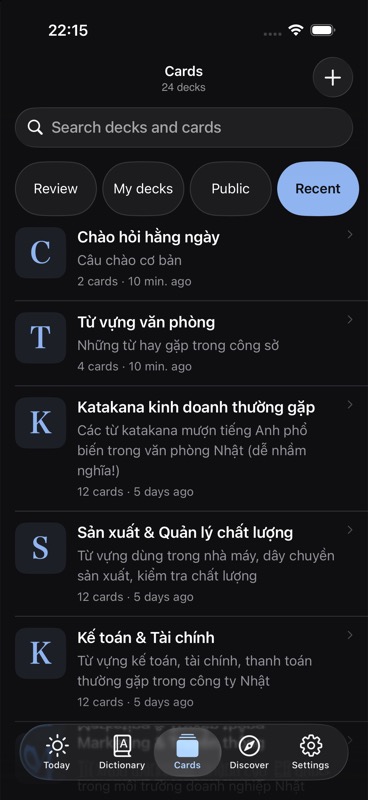 22:15
Cards
24 decks
Search decks and cards
Review
My decks
Public
Recent
C
Chào hỏi hằng ngày
Câu chào cơ bản
2 cards · 10 min. ago
T
Từ vựng văn phòng
Những từ hay gặp trong công sở
4 cards · 10 min. ago
K
Katakana kinh doanh thường gặp
Các từ katakana mượn tiếng Anh phổ
biến trong văn phòng Nhật (dễ nhầm
nghĩa!)
12 cards · 5 days ago
S
Sản xuất & Quản lý chất lượng
Từ vựng dùng trong nhà máy, dây chuyền
sản xuất, kiểm tra chất lượng
12 cards · 5 days ago
K
Kế toán & Tài chính
Từ vựng kế toán, tài chính, thanh toán
thường gặp trong công ty Nhật
12 cards · 5 days ago
Today
Dictionary
Cards
Discover
Settings
trong môi trường doanh nghiệp Nhật